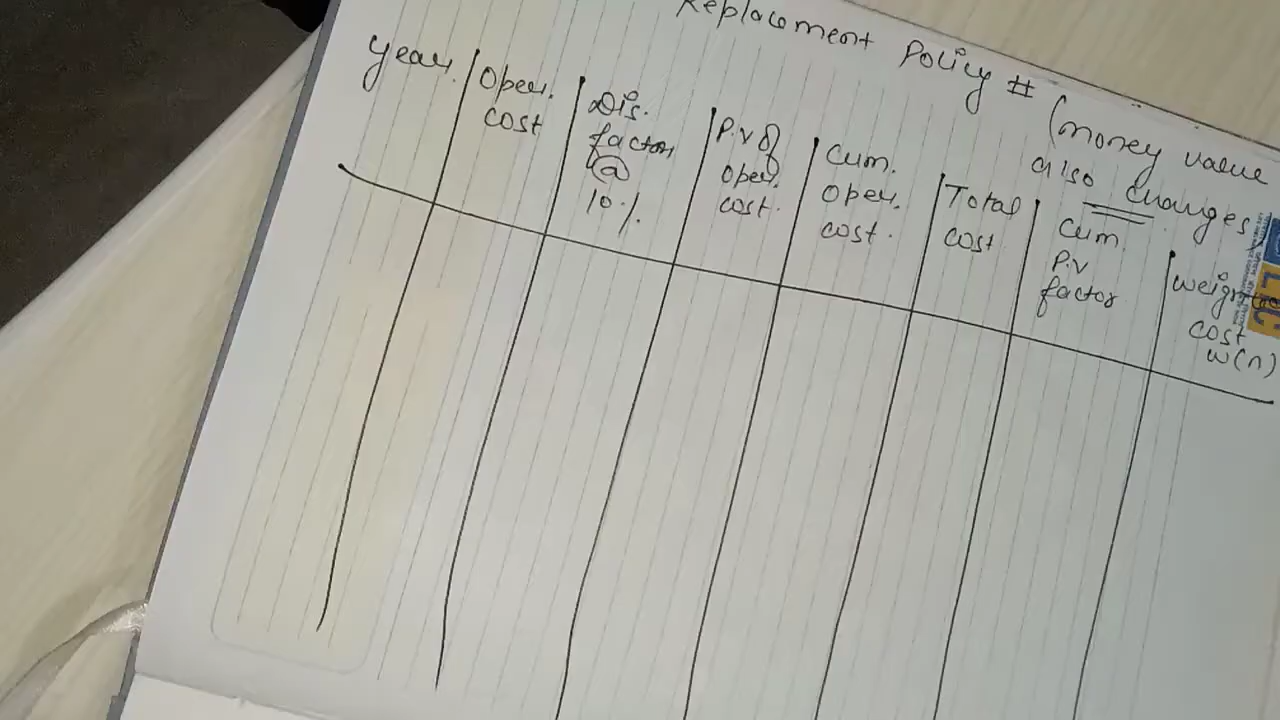 Replacement Policy # (money value
also changes
year.
Oper.
cost
Dis.
factor
@
10%.
P.v of
oper.
cost.
Cum.
Oper.
cost.
Total
cost
Cum.
P.v
factor
cost
w(n)